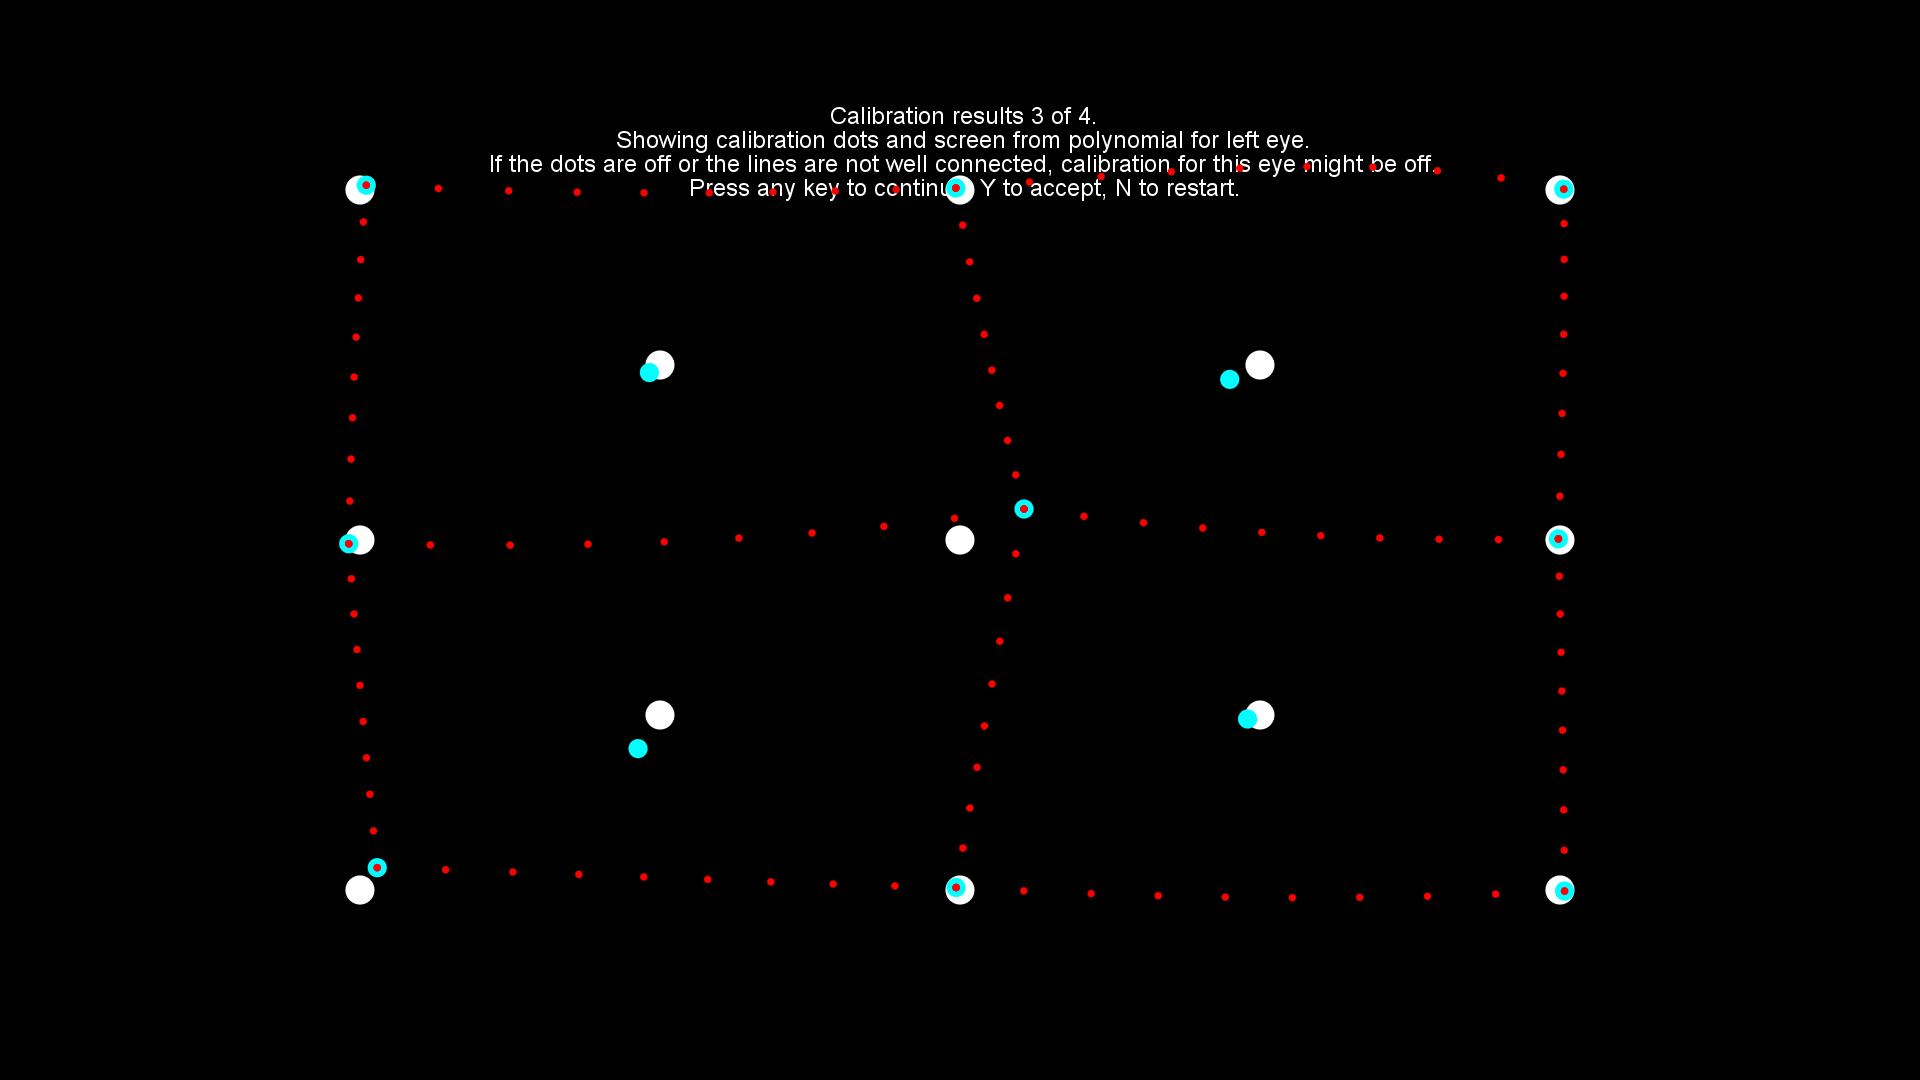 Calibration results 3 of 4.
Showing calibration dots and screen from polynomial for left eye.
If the dots are off or the lines are not well connected, calibration for this eye might be off.
Press any key to continu Y to accept, N to restart.